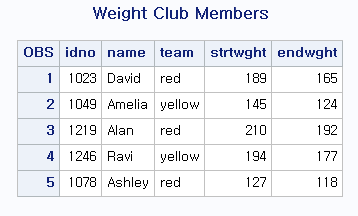 Weight Club Members
OBS idno name team strtwght endwght
1 1023 David red 189 165
2 1049 Amelia yellow 145 124
3 1219 Alan red 210 192
4 1246 Ravi yellow 194 177
5 1078 Ashley red 127 118